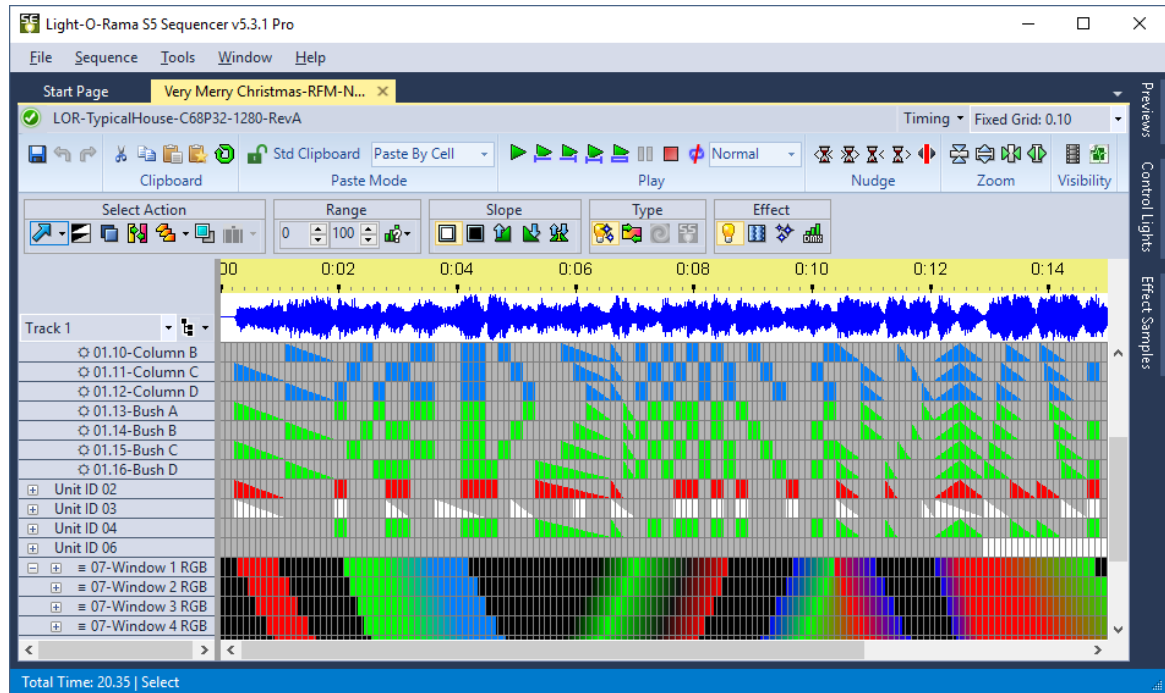 Light-O-Rama S5 Sequencer v5.3.1 Pro
File Sequence Tools Window Help
Start Page Very Merry Christmas-RFM-N...
LOR-TypicalHouse-C68P32-1280-RevA Timing Fixed Grid: 0.10
Std Clipboard Paste By Cell Normal
Clipboard Paste Mode Play Nudge Zoom Visibility
Select Action Range Slope Type Effect
0 100
00 0:02 0:04 0:06 0:08 0:10 0:12 0:14
Track 1
01.10-Column B
01.11-Column C
01.12-Column D
01.13-Bush A
01.14-Bush B
01.15-Bush C
01.16-Bush D
Unit ID 02
Unit ID 03
Unit ID 04
Unit ID 06
07-Window 1 RGB
07-Window 2 RGB
07-Window 3 RGB
07-Window 4 RGB
Total Time: 20.35 | Select
Previews
Control Lights
Effect Samples